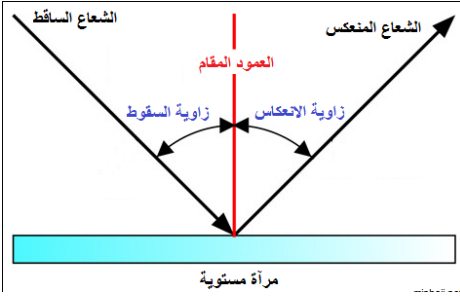 الشعاع المنعكس
الشعاع الساقط
العمود المقام
زاوية الانعكاس
زاوية السقوط
مرآة مستوية